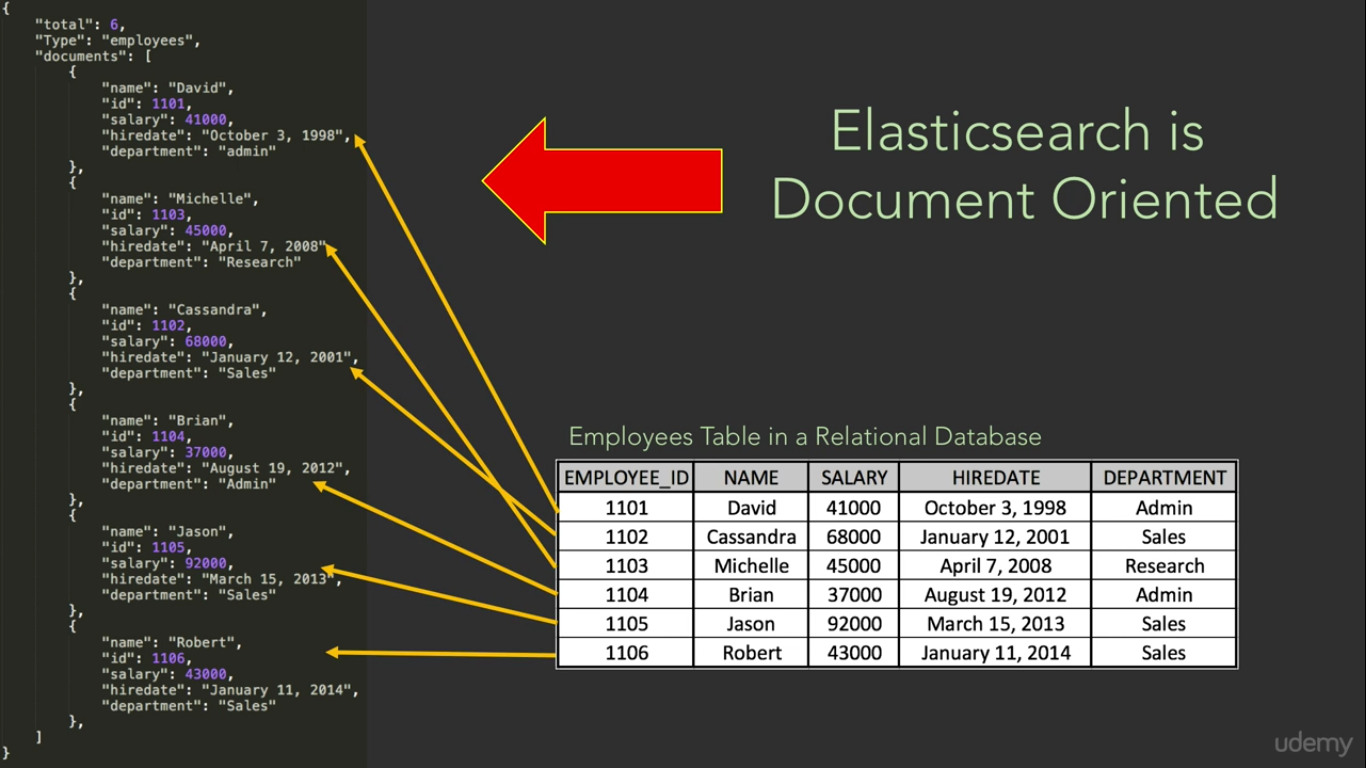 {
"total": 6,
"Type": "employees",
"documents": [
{
"name": "David",
"id": 1101,
"salary": 41000,
"hiredate": "October 3, 1998",
"department": "admin"
},
{
"name": "Michelle",
"id": 1103,
"salary": 45000,
"hiredate": "April 7, 2008"
"department": "Research"
},
{
"name": "Cassandra",
"id": 1102,
"salary": 68000,
"hiredate": "January 12, 2001",
"department": "Sales"
},
{
"name": "Brian",
"id": 1104,
"salary": 37000,
"hiredate": "August 19, 2012",
"department": "Admin"
},
{
"name": "Jason",
"id": 1105,
"salary": 92000,
"hiredate": "March 15, 2013",
"department": "Sales"
},
{
"name": "Robert",
"id": 1106,
"salary": 43000,
"hiredate": "January 11, 2014",
"department": "Sales"
},
]
}
Elasticsearch is
Document Oriented
Employees Table in a Relational Database
EMPLOYEE_ID NAME SALARY HIREDATE DEPARTMENT
1101 David 41000 October 3, 1998 Admin
1102 Cassandra 68000 January 12, 2001 Sales
1103 Michelle 45000 April 7, 2008 Research
1104 Brian 37000 August 19, 2012 Admin
1105 Jason 92000 March 15, 2013 Sales
1106 Robert 43000 January 11, 2014 Sales
udemy